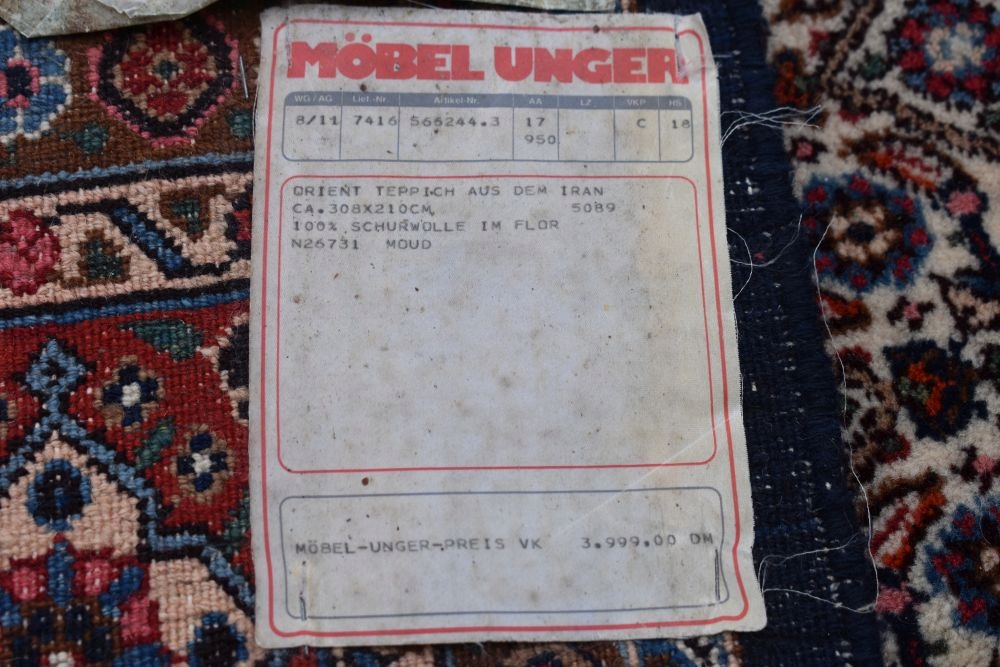 MÖBEL UNGER
WG/AG Lief.-Nr. Artikel-Nr. AA LZ VKP HS
8/11 7416 566244.3 17 C 18
950
ORIENT TEPPICH AUS DEM IRAN
CA.308X210CM, 5089
100% SCHURWOLLE IM FLOR
N26731 MOUD
MÖBEL-UNGER-PREIS VK 3.999.00 DM